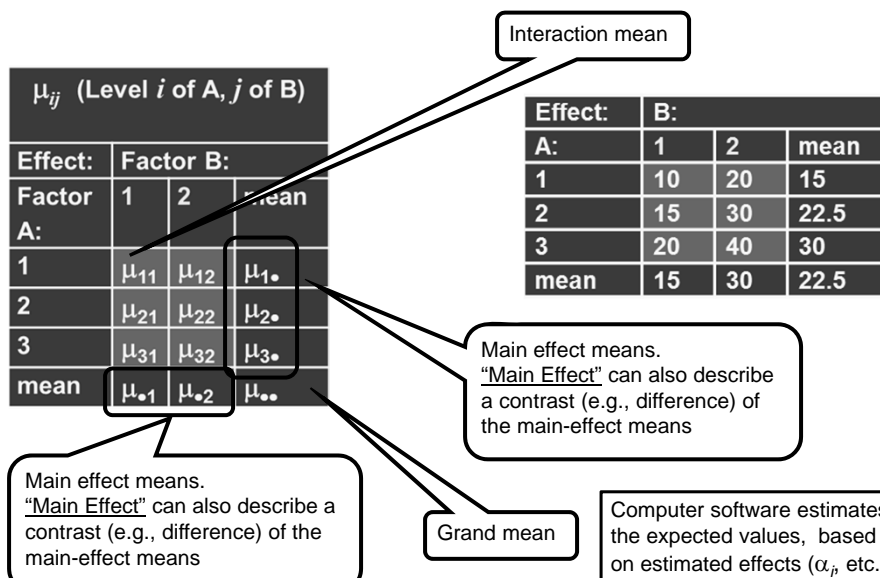 Interaction mean
μij (Level i of A, j of B)
Effect: Factor B:
Factor A: 1 2 mean
1 μ11 μ12 μ1•
2 μ21 μ22 μ2•
3 μ31 μ32 μ3•
mean μ•1 μ•2 μ••
Effect: B:
A: 1 2 mean
1 10 20 15
2 15 30 22.5
3 20 40 30
mean 15 30 22.5
Main effect means.
"Main Effect" can also describe
a contrast (e.g., difference) of
the main-effect means
Main effect means.
"Main Effect" can also describe a
contrast (e.g., difference) of the
main-effect means
Grand mean
Computer software estimates
the expected values, based
on estimated effects (αi, etc.